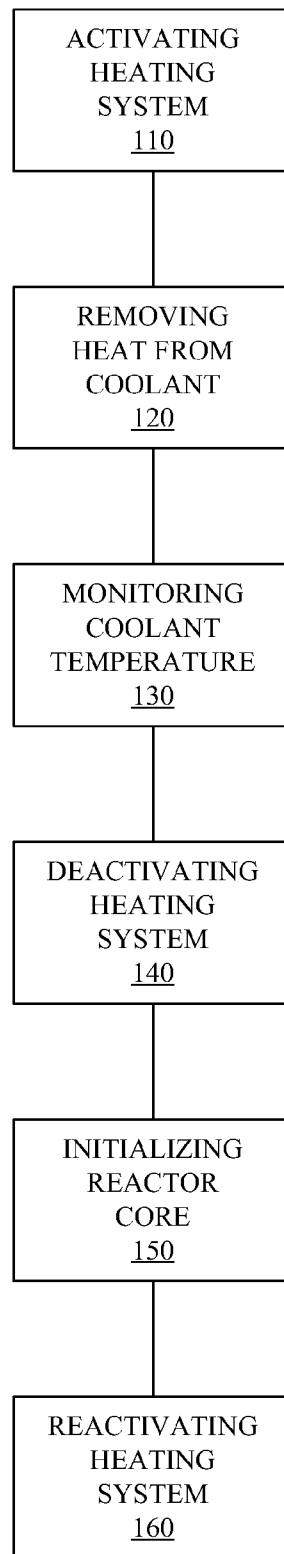 ACTIVATING
HEATING
SYSTEM
110
REMOVING
HEAT FROM
COOLANT
120
MONITORING
COOLANT
TEMPERATURE
130
DEACTIVATING
HEATING
SYSTEM
140
INITIALIZING
REACTOR
CORE
150
REACTIVATING
HEATING
SYSTEM
160